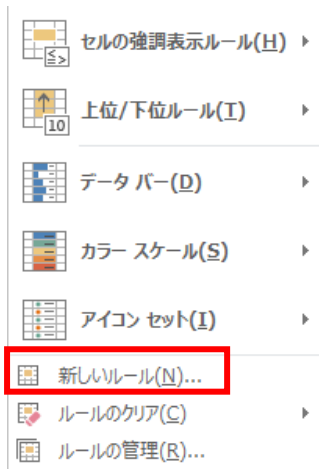 セルの強調表示ルール(H)
上位/下位ルール(T)
10
データ バー(D)
カラー スケール(S)
アイコン セット(I)
新しいルール(N)...
ルールのクリア(C)
ルールの管理(R)...